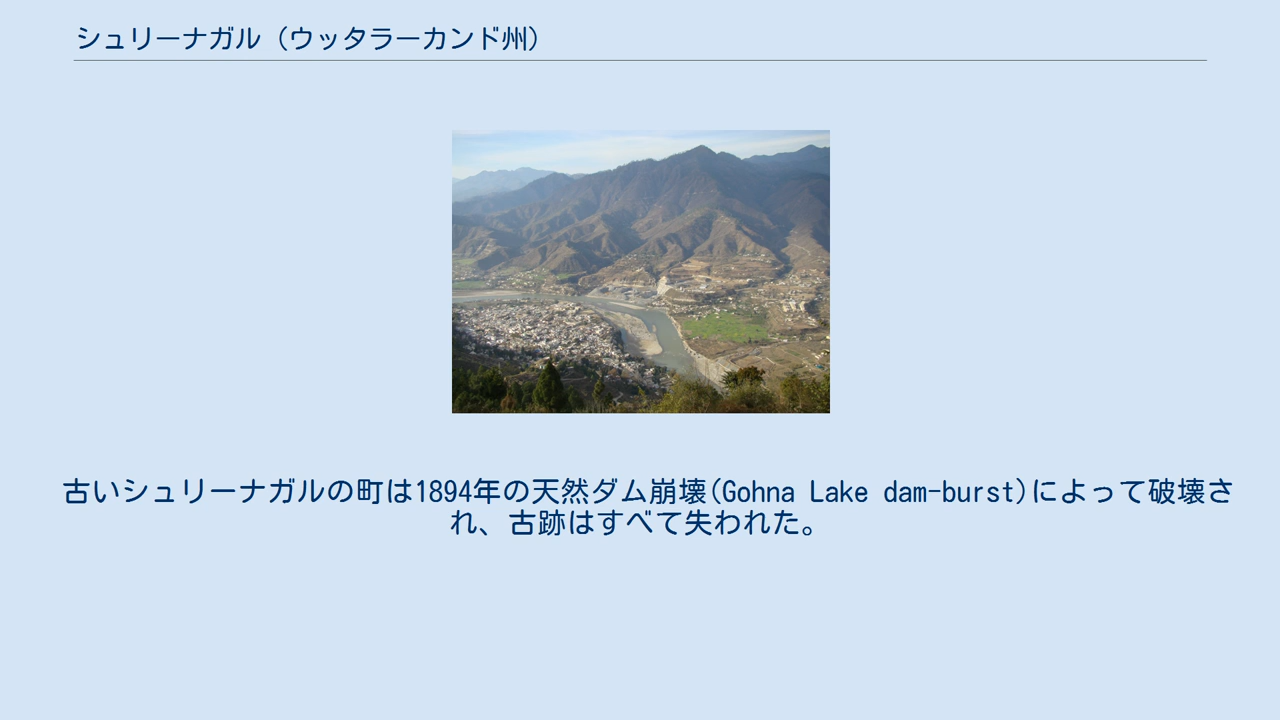 シュリーナガル（ウッタラーカンド州）
古いシュリーナガルの町は1894年の天然ダム崩壊(Gohna Lake dam-burst)によって破壊さ
れ、古跡はすべて失われた。